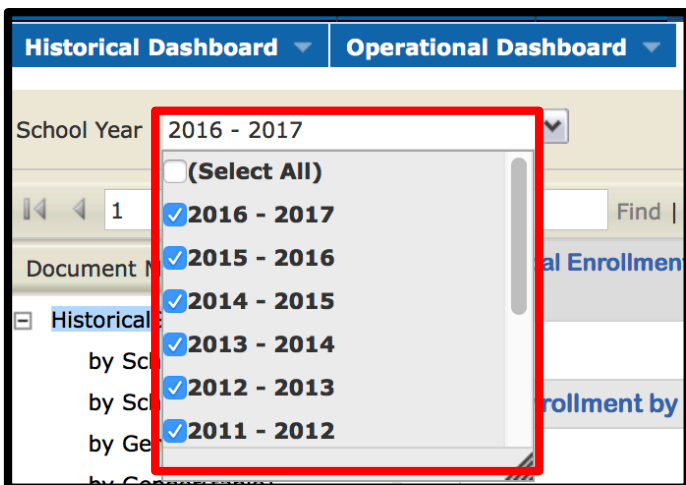 Historical Dashboard Operational Dashboard
School Year 2016 - 2017
(Select All)
1 2016 - 2017 Find |
2015 - 2016
Document al Enrollment
2014 - 2015
Historical
2013 - 2014
by Sch
2012 - 2013
by Sch rollment by
2011 - 2012
by Ge